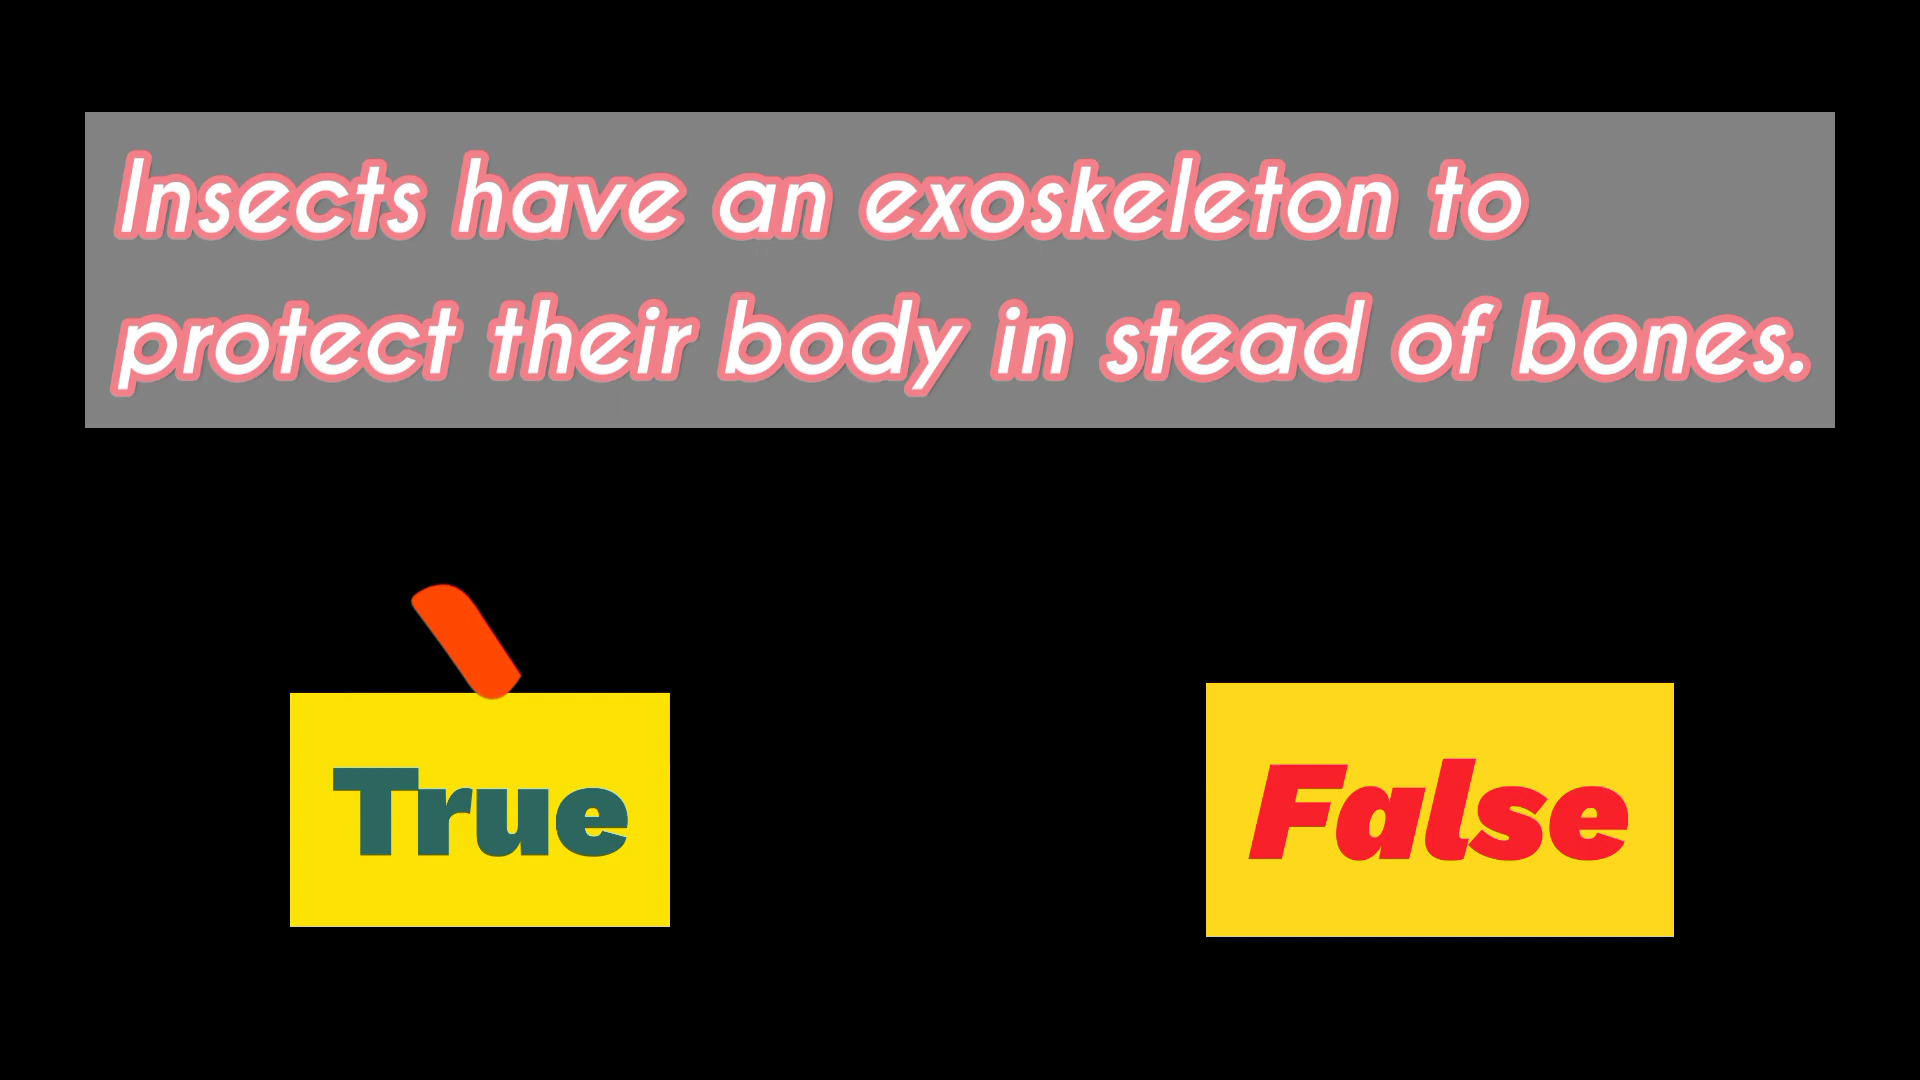 Insects have an exoskeleton to
protect their body in stead of bones.
True
False